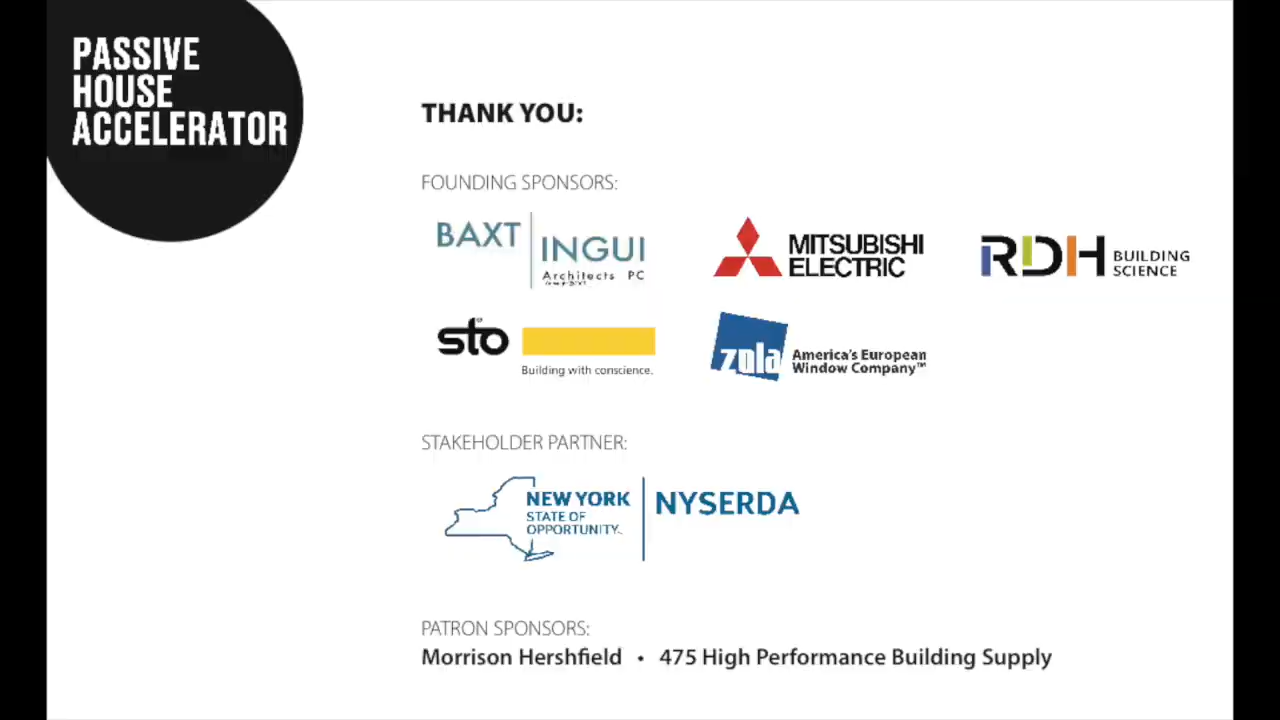 PASSIVE
HOUSE
ACCELERATOR
THANK YOU:
FOUNDING SPONSORS:
BAXT
INGUI
Architects PC
MITSUBISHI
ELECTRIC
RDH BUILDING
SCIENCE
sto
Building with conscience.
zola
America's European
Window Company™
STAKEHOLDER PARTNER:
NEW YORK
STATE OF
OPPORTUNITY™
NYSERDA
PATRON SPONSORS:
Morrison Hershfield • 475 High Performance Building Supply